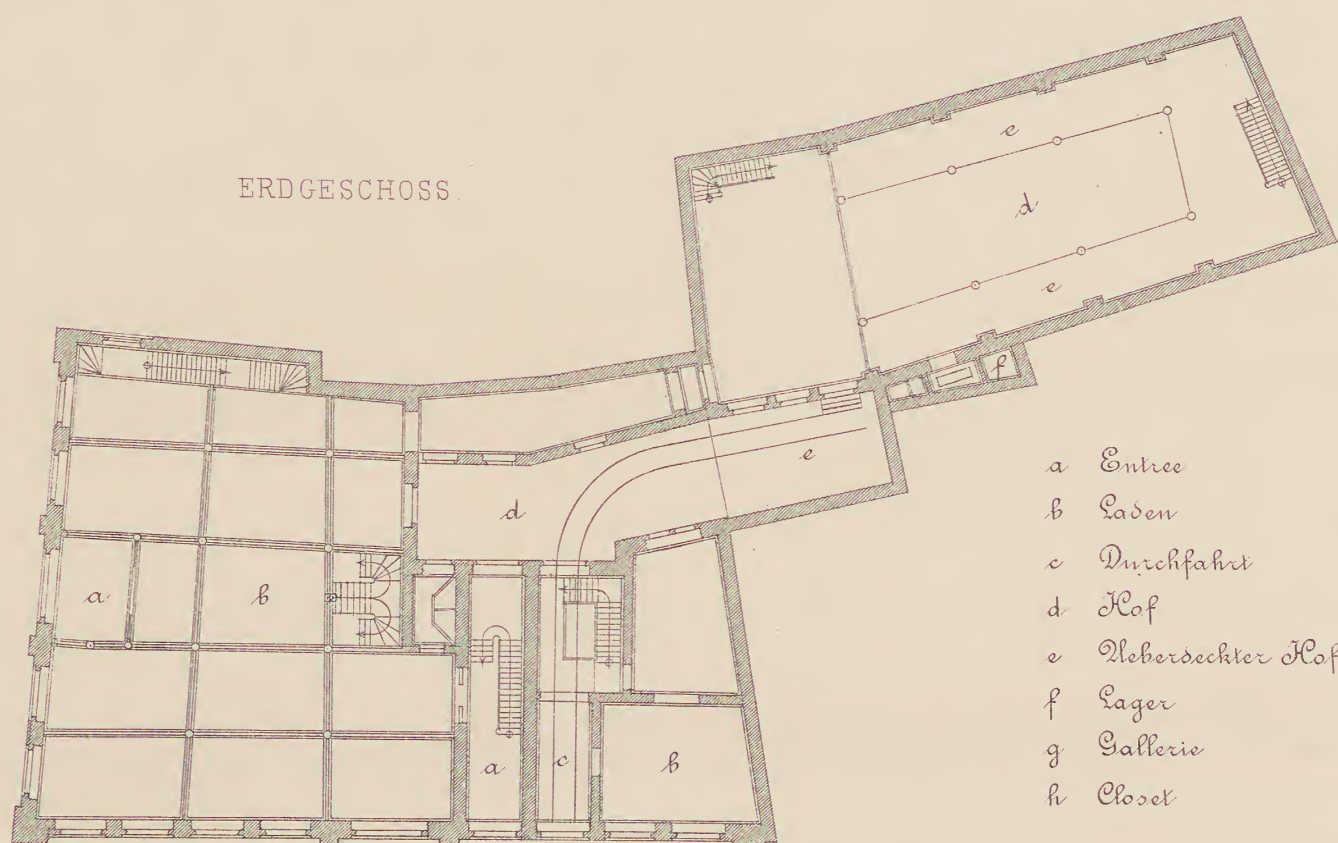 ERDGESCHOSS.
e
d
e
f
e
d
a
b
a
c
b
a Entree
b Laden
c Durchfahrt
d Hof
e Ueberdeckter Hof
f Lager
g Gallerie
h Closet